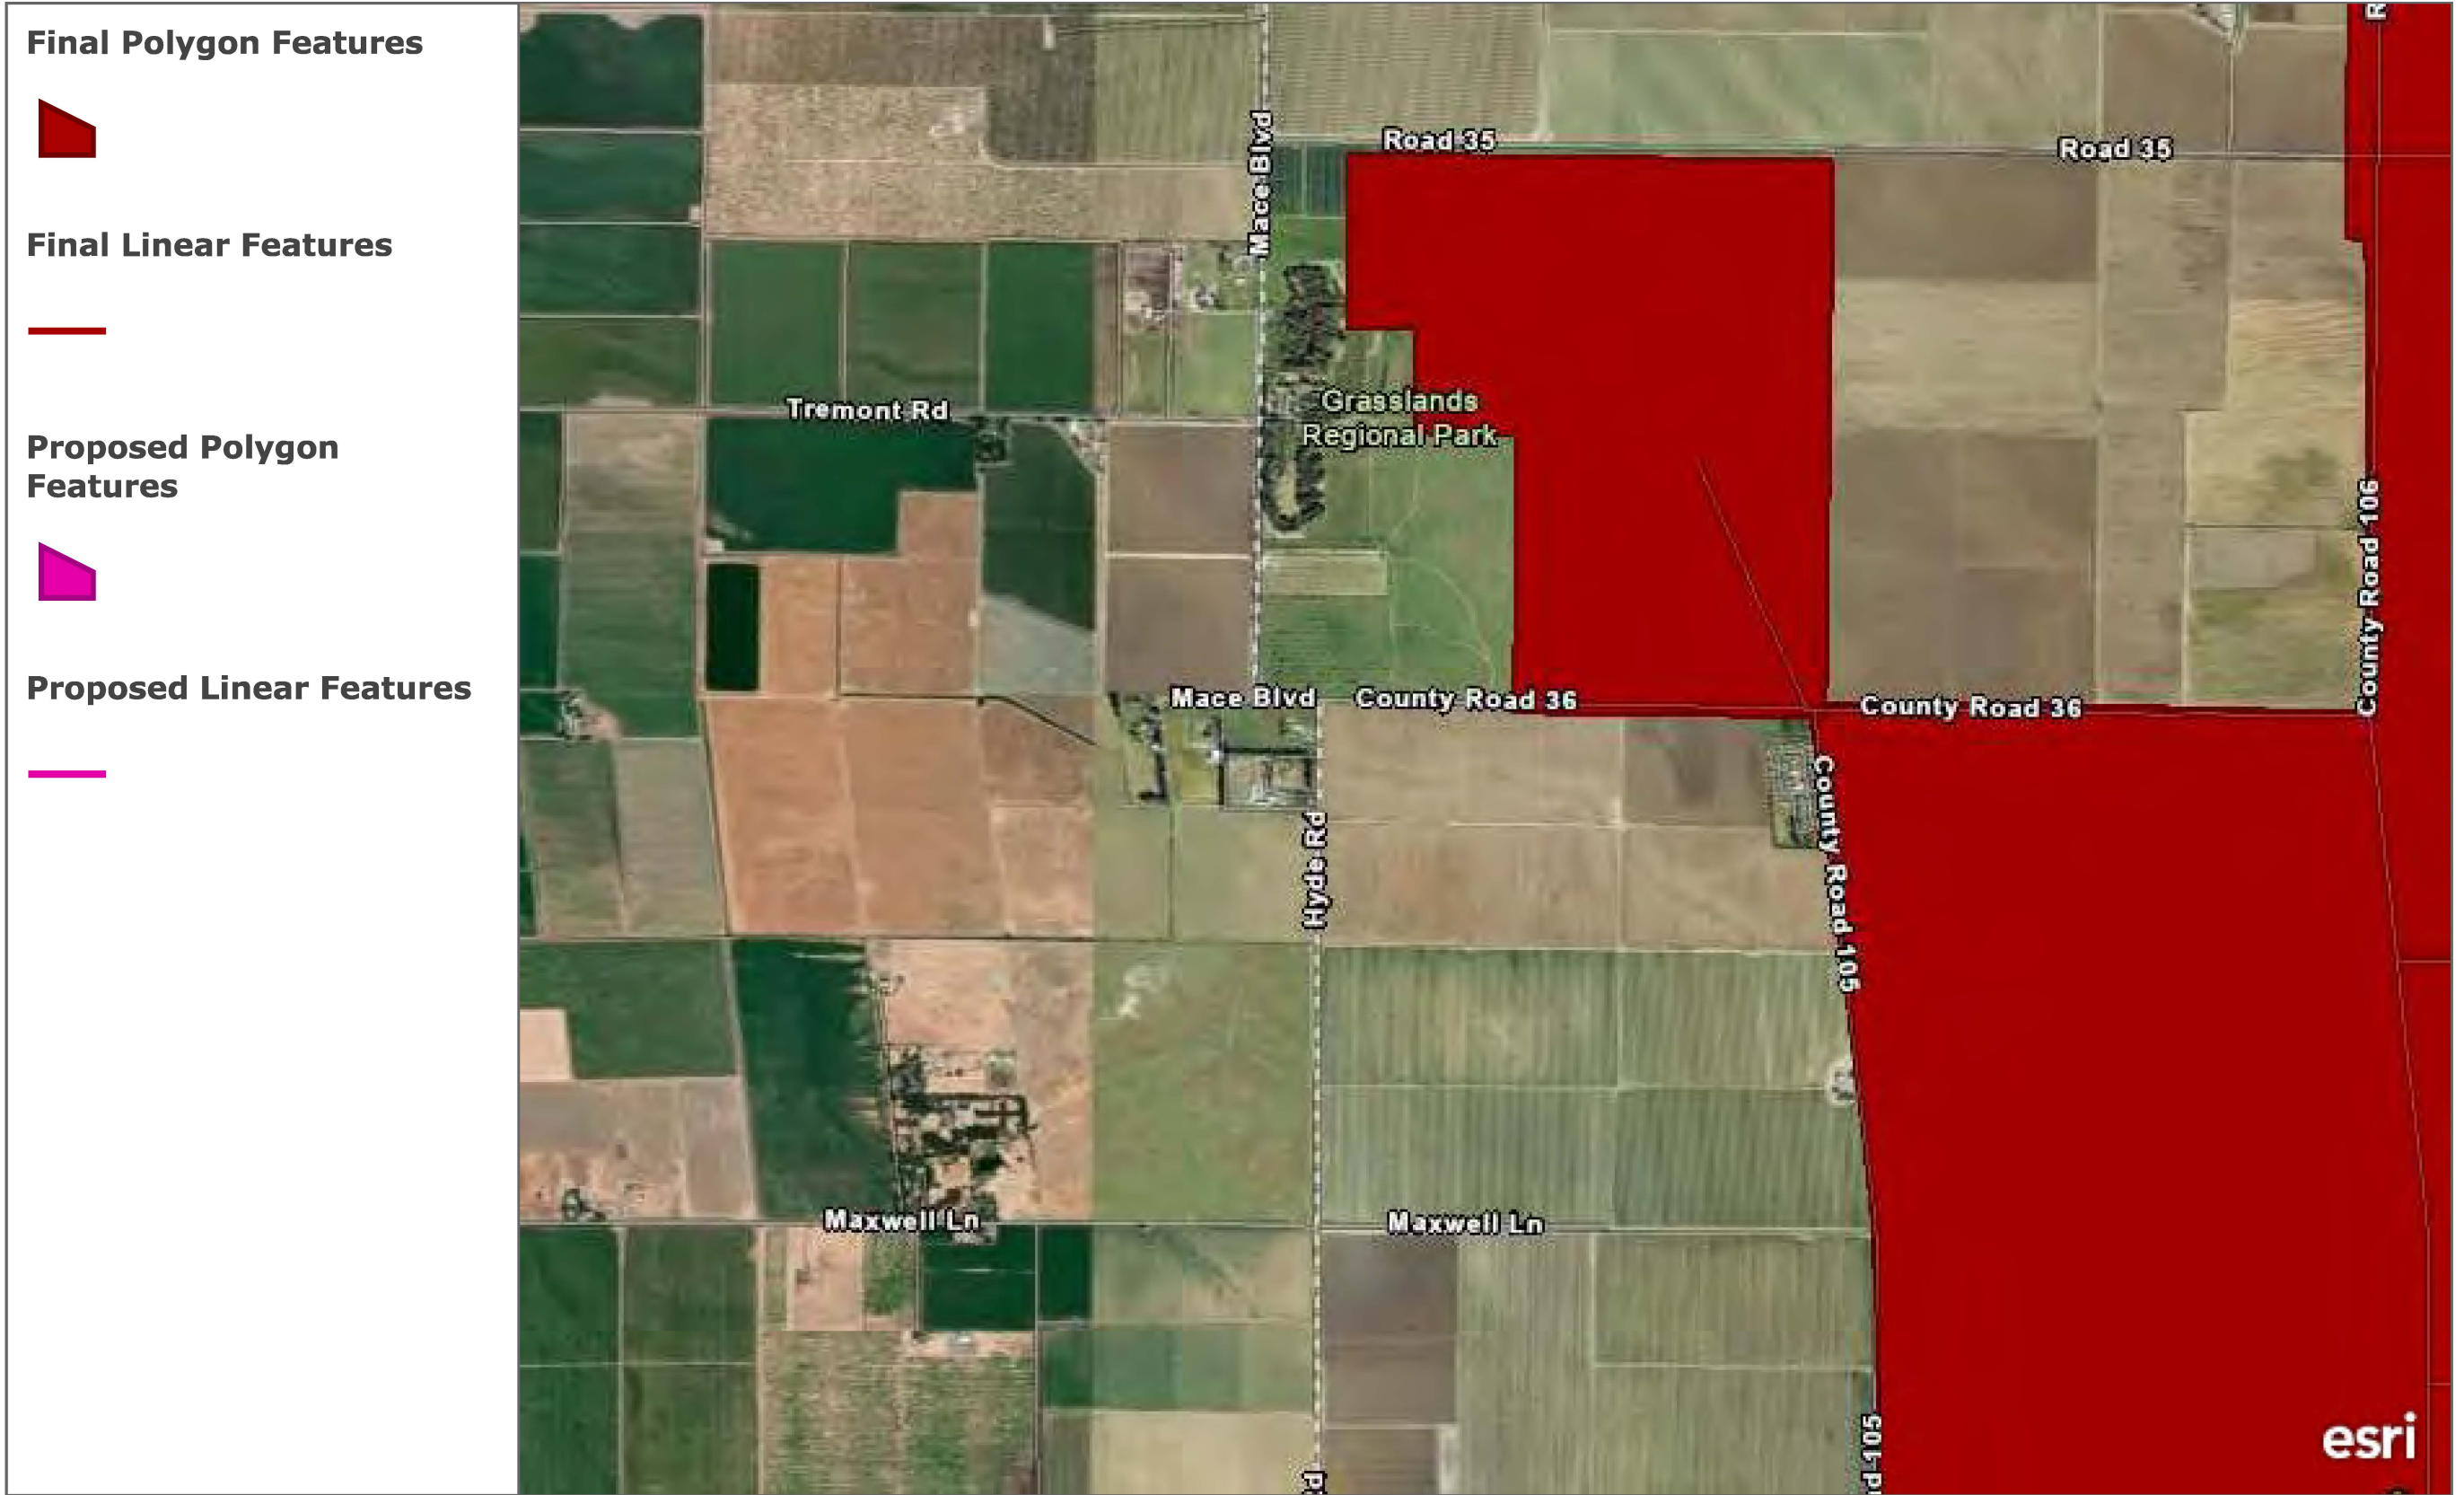 Final Polygon Features
Final Linear Features
Proposed Polygon
Features
Proposed Linear Features
R
Road 35
Road 35
Mace Blvd
Grasslands
Regional Park
Tremont Rd
County Road 106
Mace Blvd
County Road 36
County Road 36
County Road 105
Hyde Rd
Maxwell Ln
Maxwell Ln
d 105
d
esri